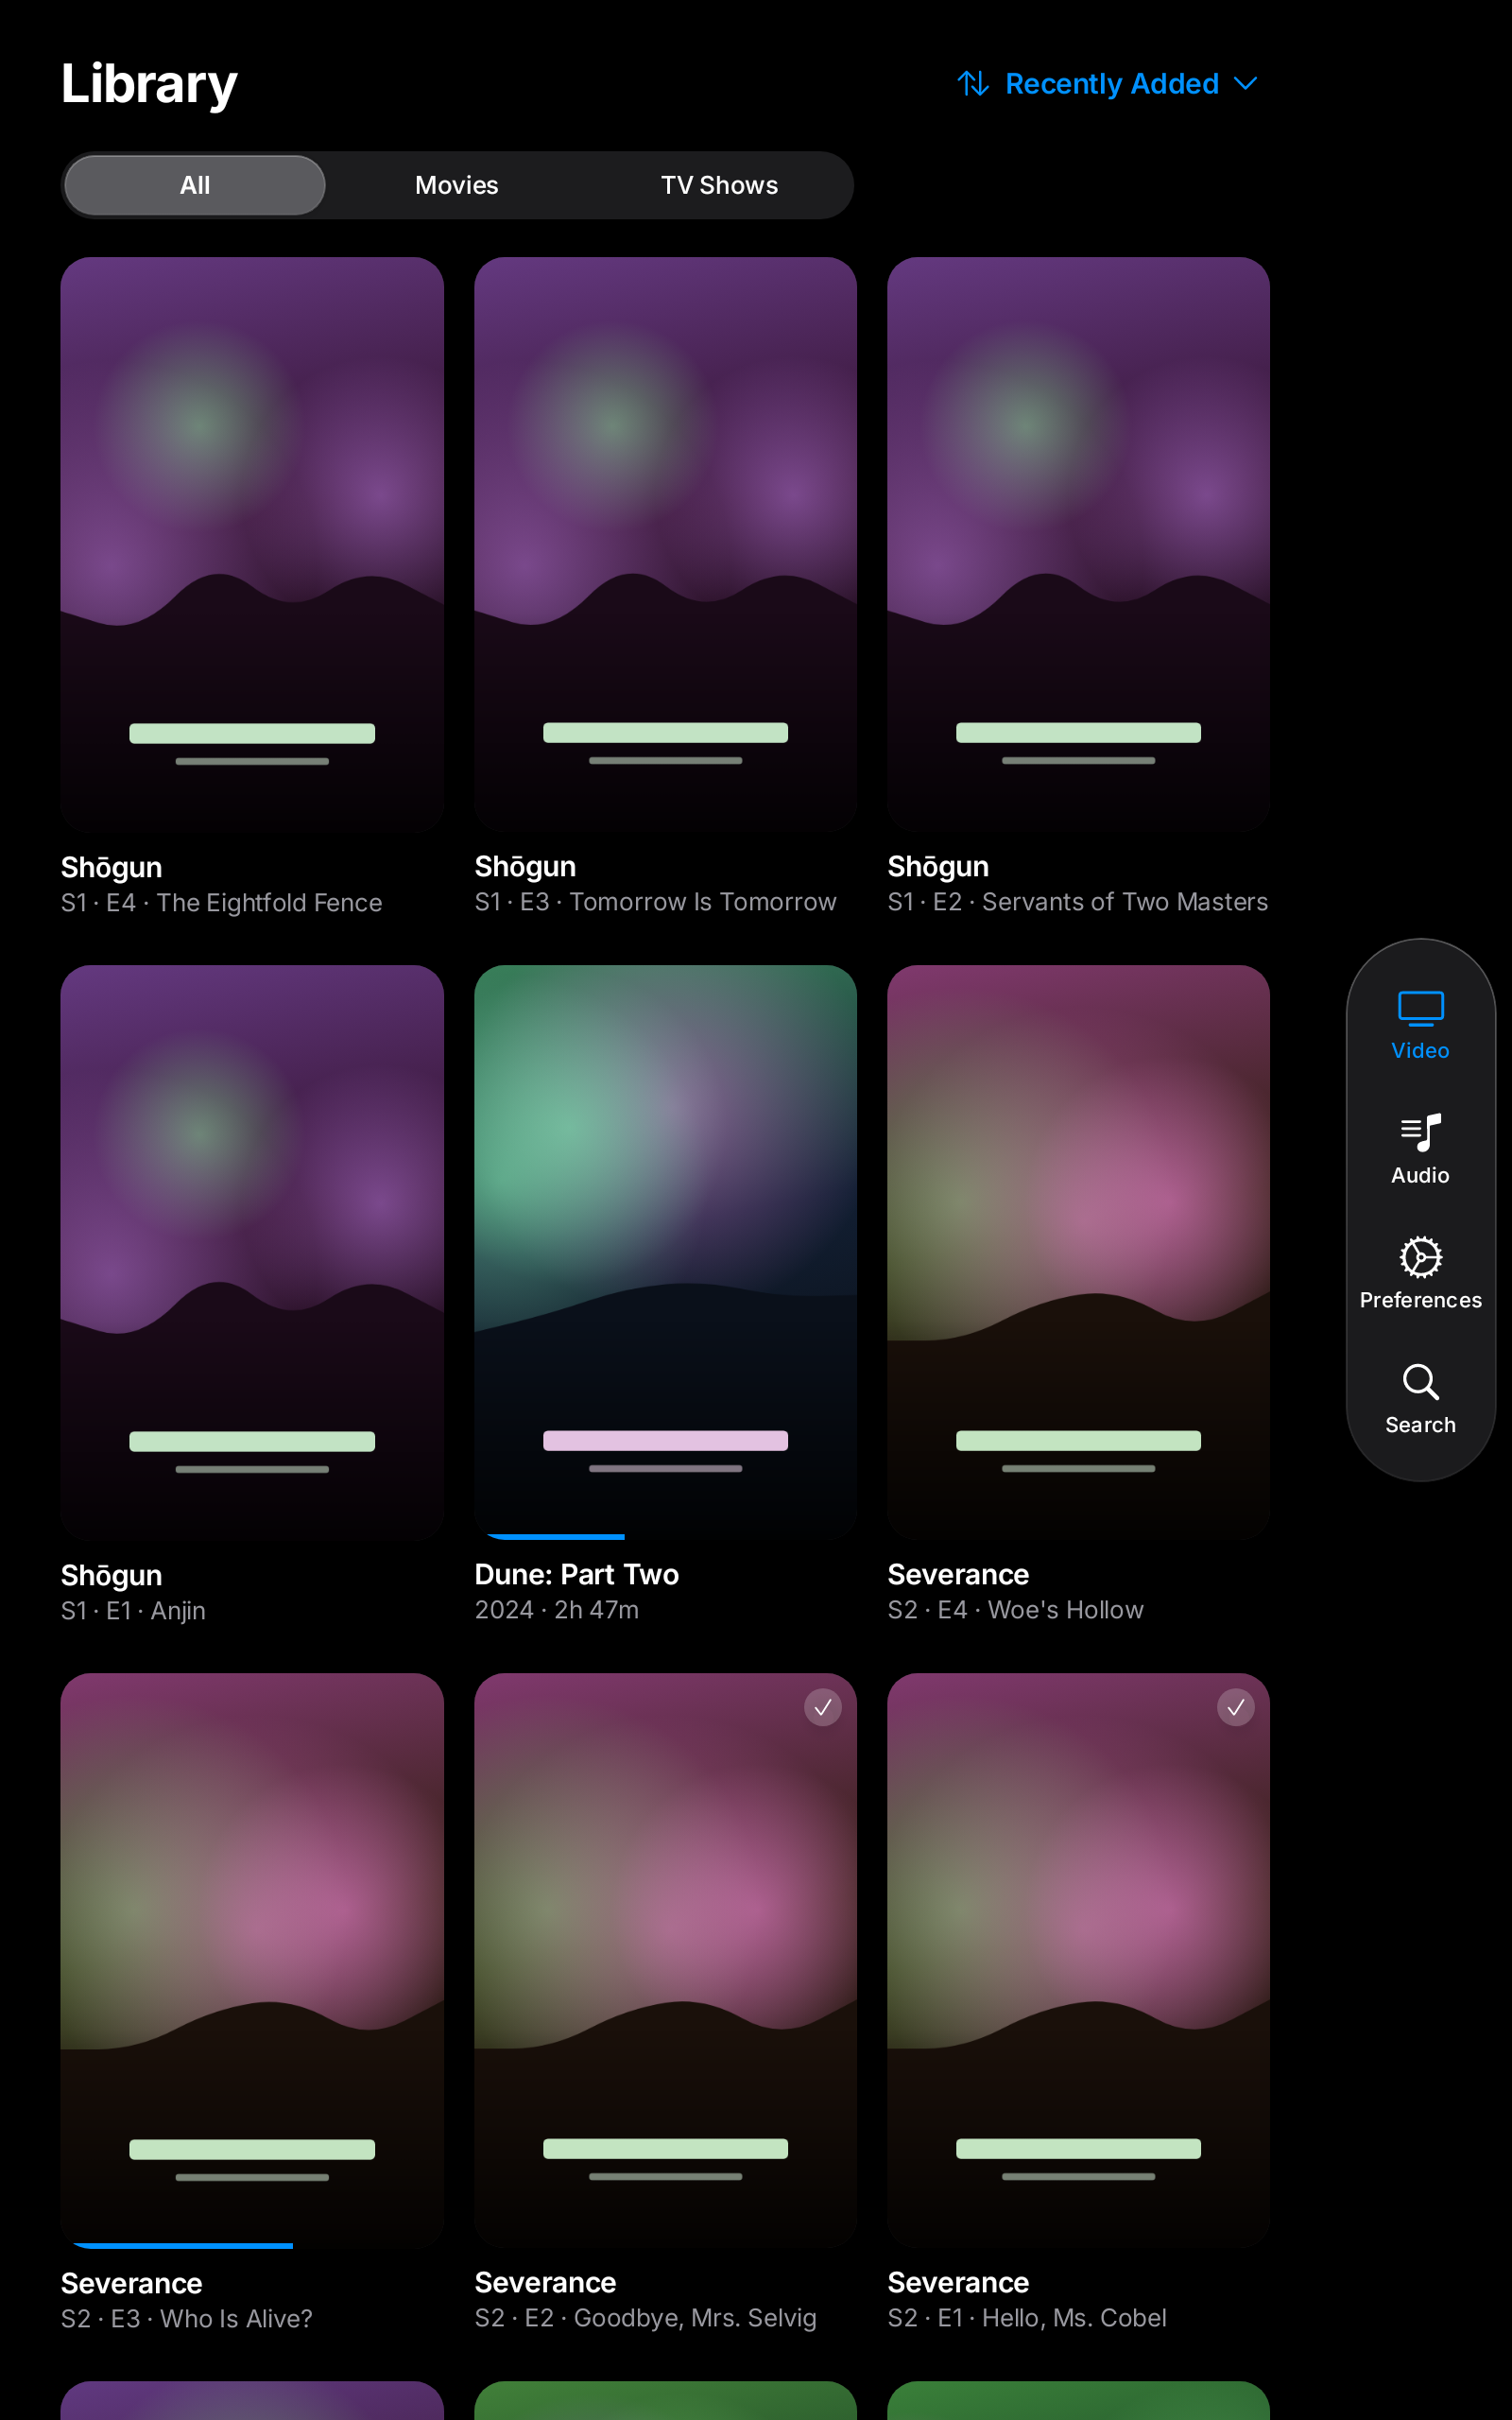 Library
Recently Added
All
Movies
TV Shows
Shōgun
S1 · E4 · The Eightfold Fence
Shōgun
S1 · E3 · Tomorrow Is Tomorrow
Shōgun
S1 · E2 · Servants of Two Masters
Shōgun
S1 · E1 · Anjin
Dune: Part Two
2024 · 2h 47m
Severance
S2 · E4 · Woe's Hollow
Severance
S2 · E3 · Who Is Alive?
Severance
S2 · E2 · Goodbye, Mrs. Selvig
Severance
S2 · E1 · Hello, Ms. Cobel
Video
Audio
Preferences
Search